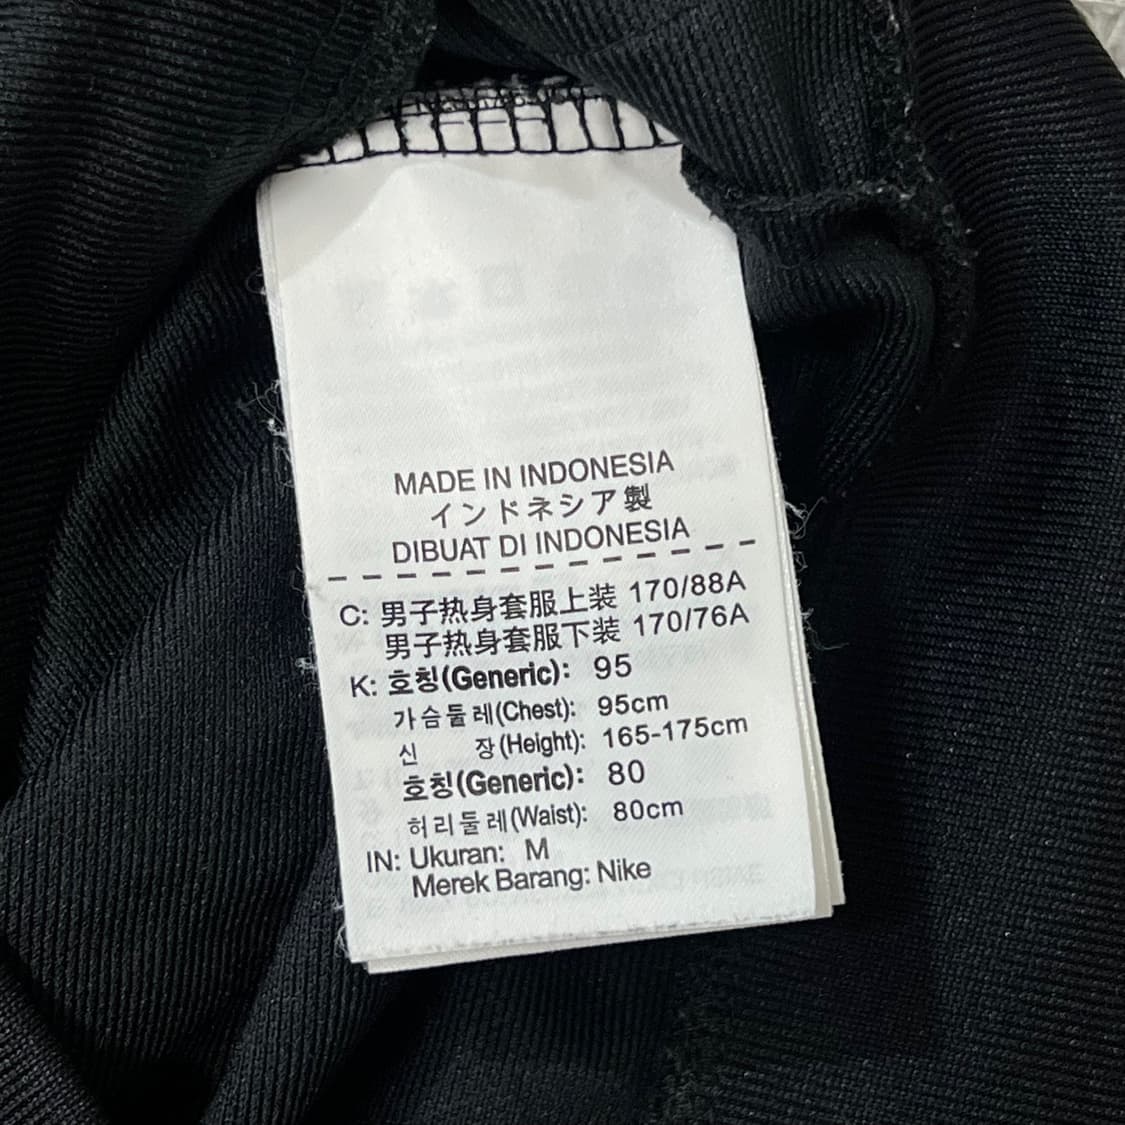 MADE IN INDONESIA
インドネシア製
DIBUAT DI INDONESIA
C: 男子热身套服上装 170/88A
男子热身套服下装 170/76A
K: 호칭(Generic): 95
가슴둘레(Chest): 95cm
신 장(Height): 165-175cm
호칭(Generic): 80
허리둘레(Waist): 80cm
IN: Ukuran: M
Merek Barang: Nike